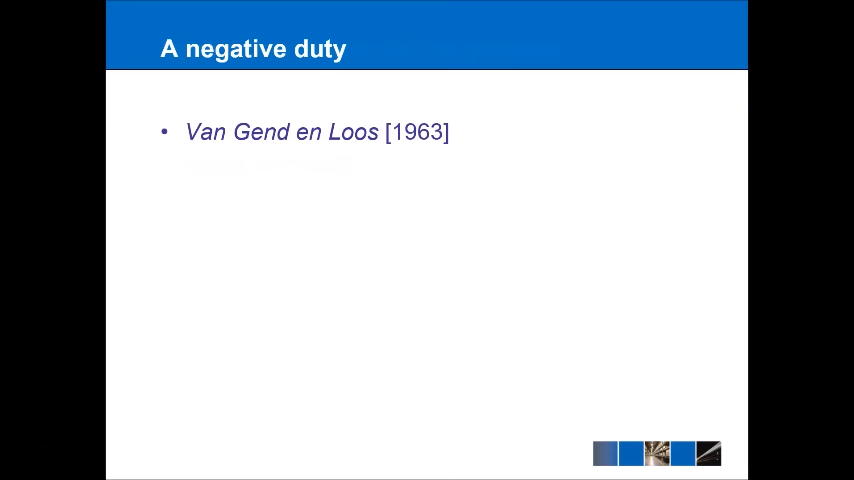 A negative duty
• Van Gend en Loos [1963]